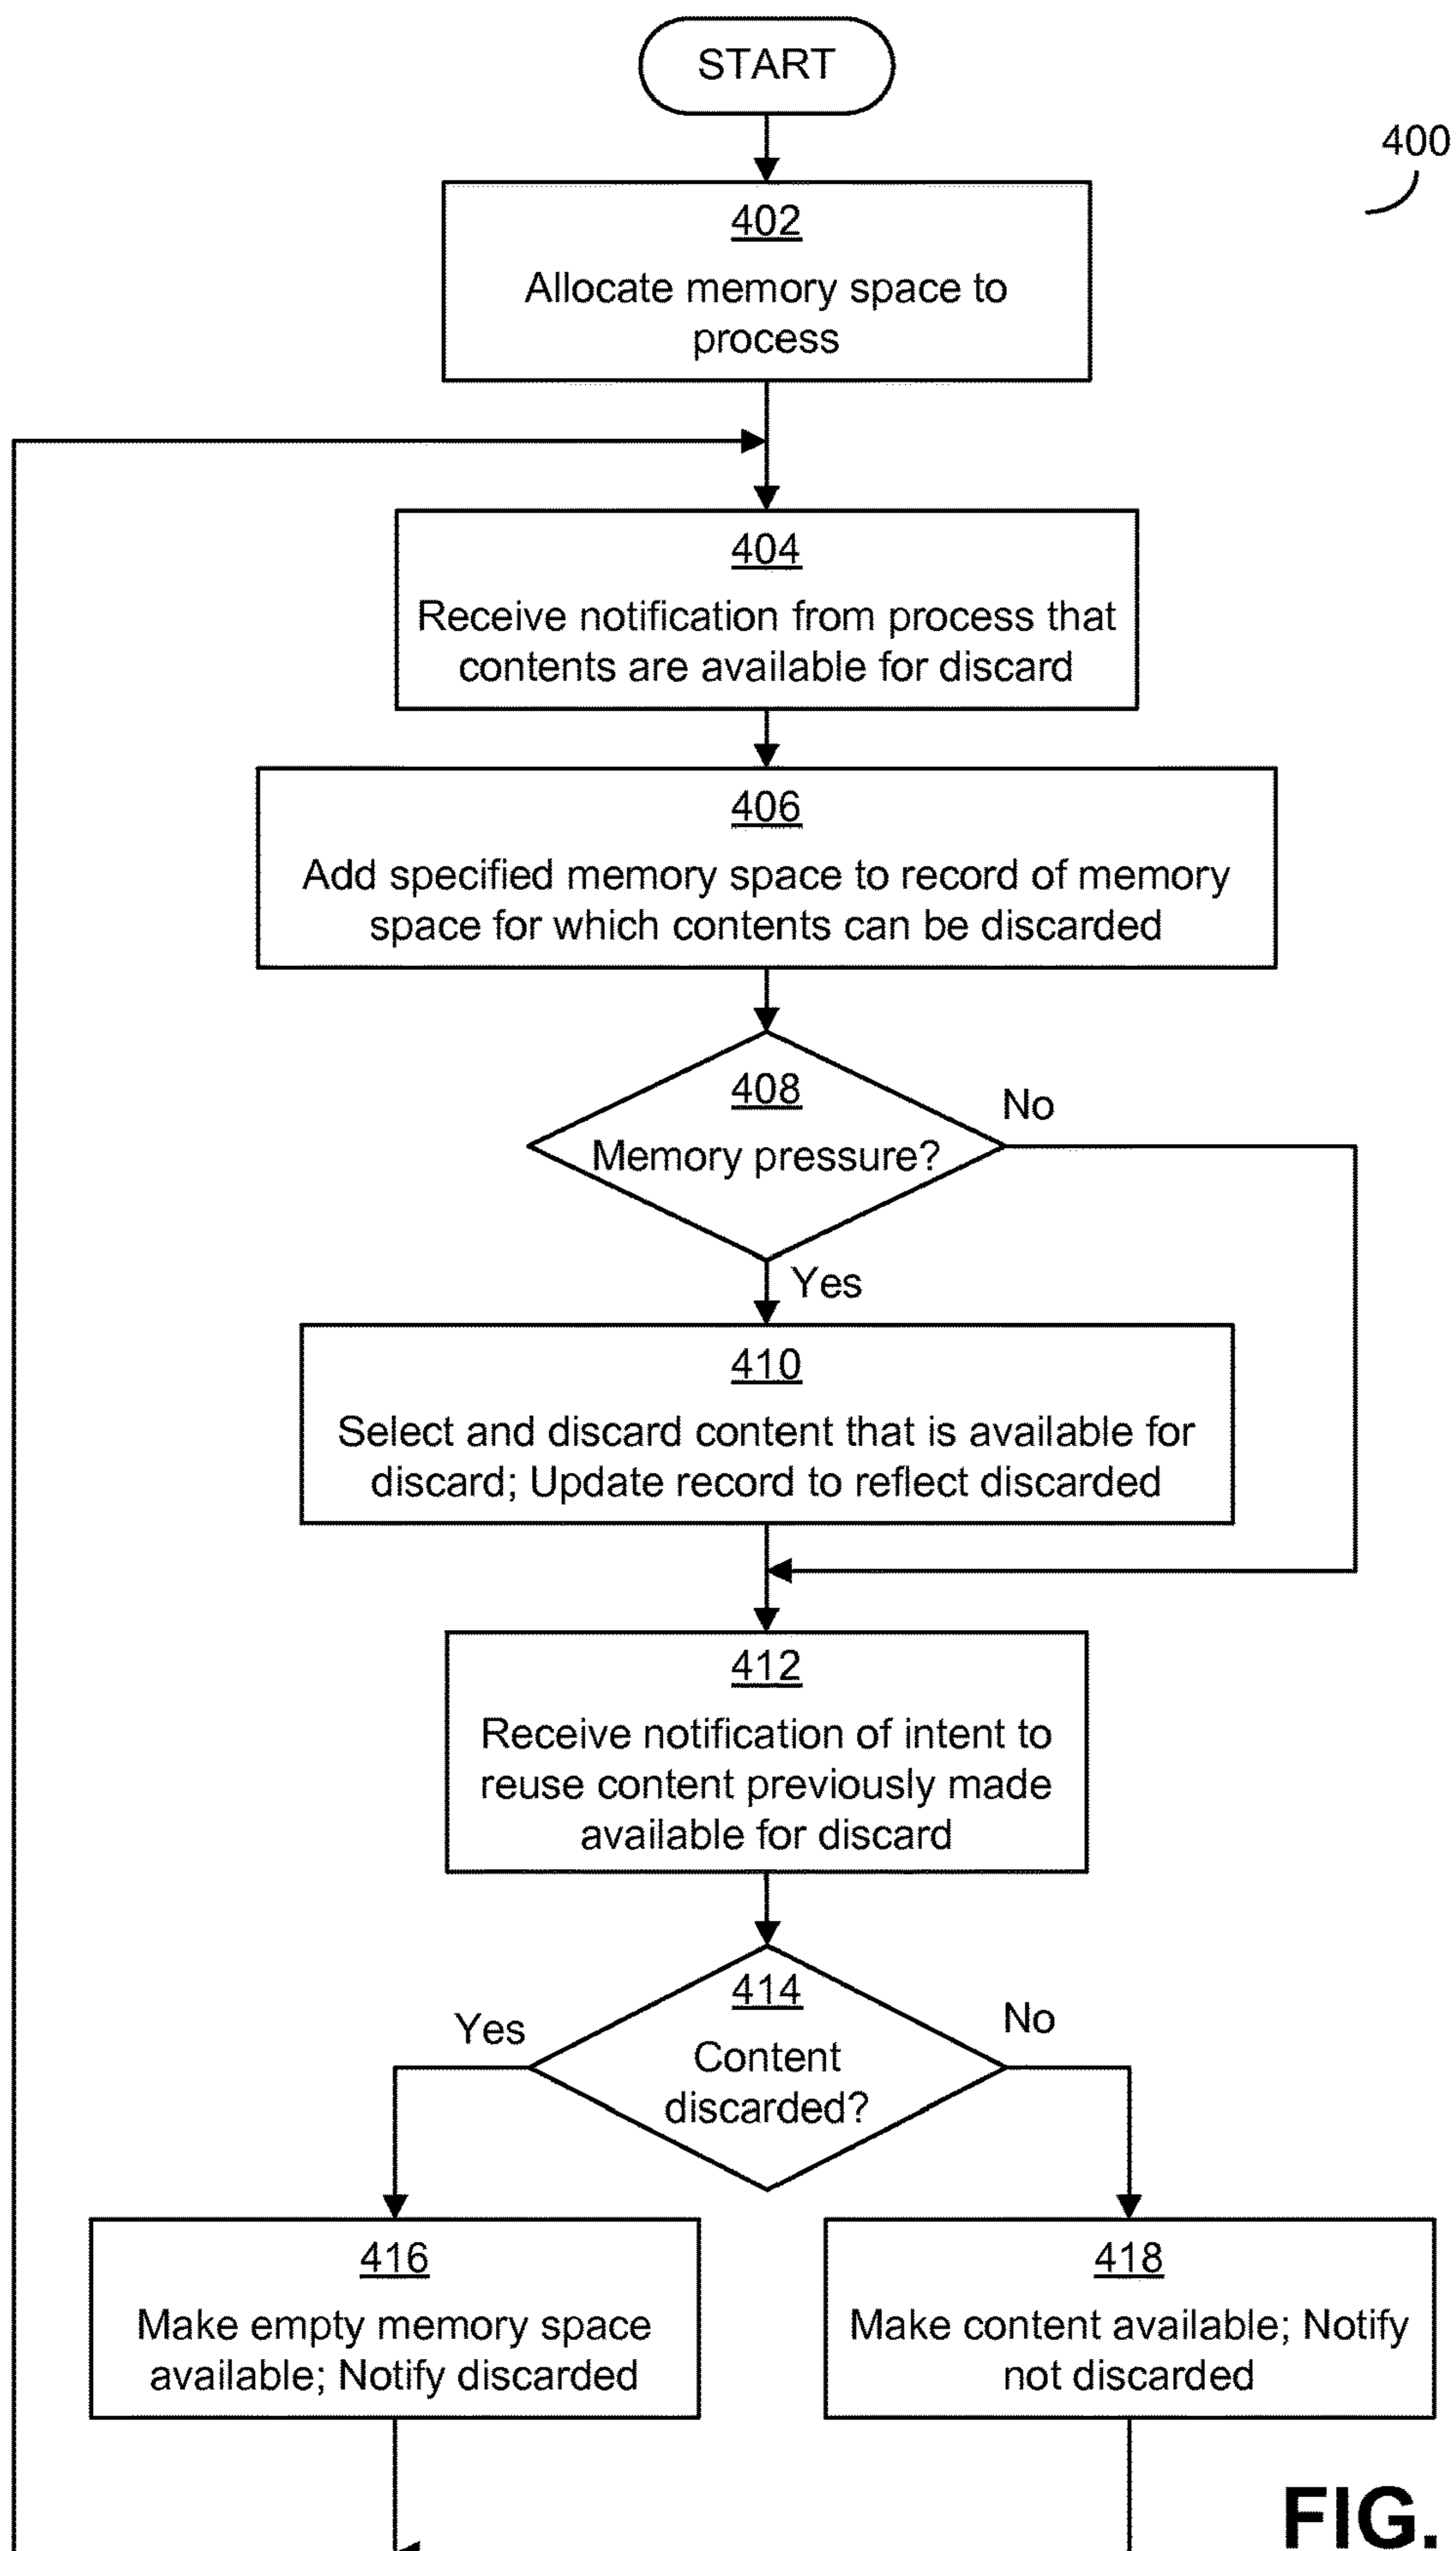 START
400
402
Allocate memory space to
process
404
Receive notification from process that
contents are available for discard
406
Add specified memory space to record of memory
space for which contents can be discarded
408
No
Memory pressure?
Yes
410
Select and discard content that is available for
discard; Update record to reflect discarded
412
Receive notification of intent to
reuse content previously made
available for discard
414
Yes
No
Content
discarded?
416
Make empty memory space
available; Notify discarded
418
Make content available; Notify
not discarded
FIG.